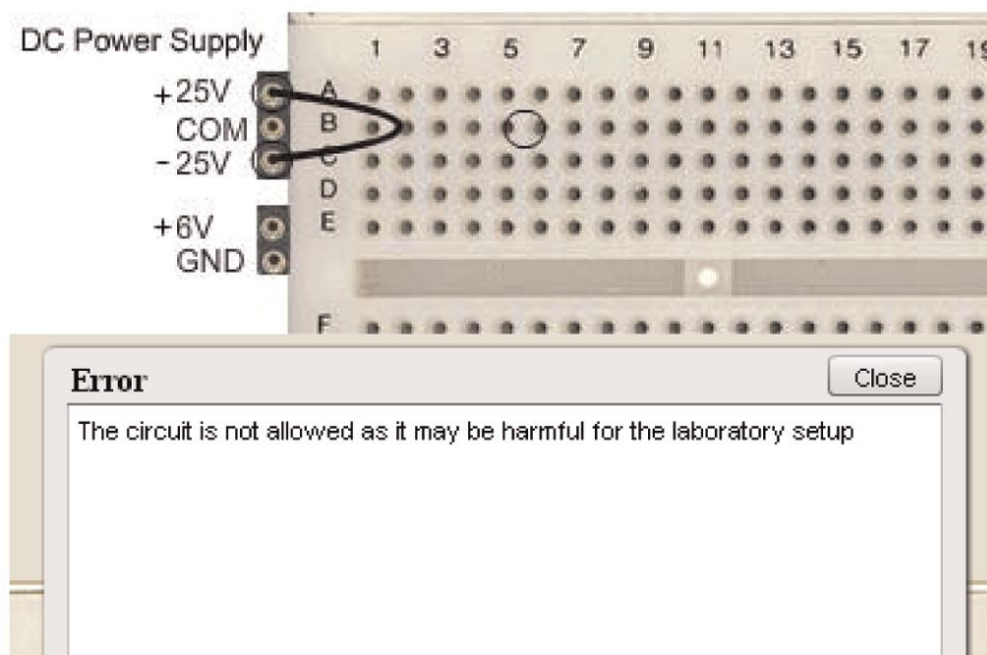 DC Power Supply
1 3 5 7 9 11 13 15 17 19
+25V A
COM B
-25V C
D
+6V E
GND
F
Error Close
The circuit is not allowed as it may be harmful for the laboratory setup